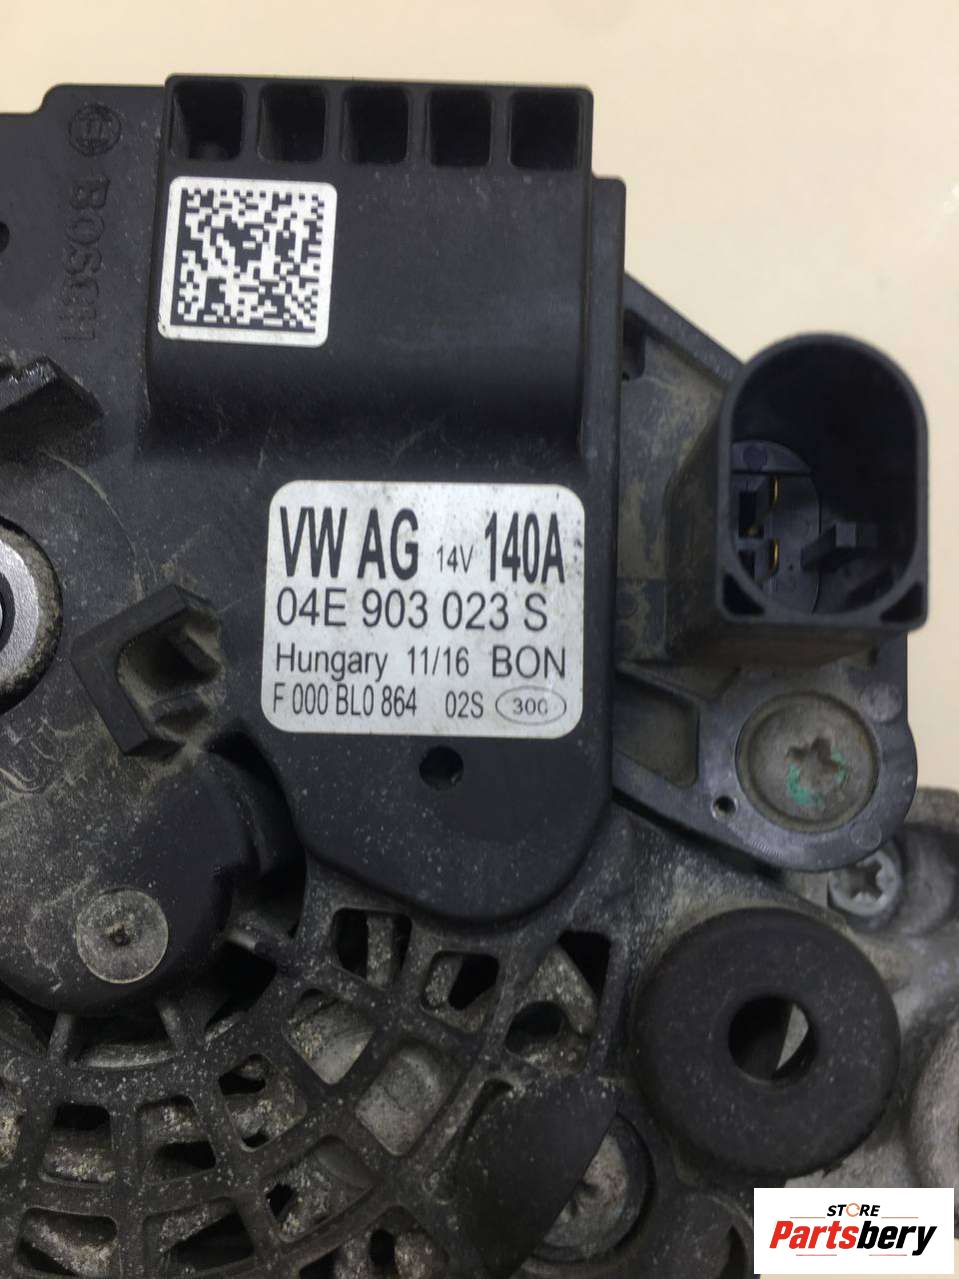 BOSCH
VW AG 14V 140A
04E 903 023 S
Hungary 11/16 BON
F 000 BL0 864 02S 300
STORE
Partsbery